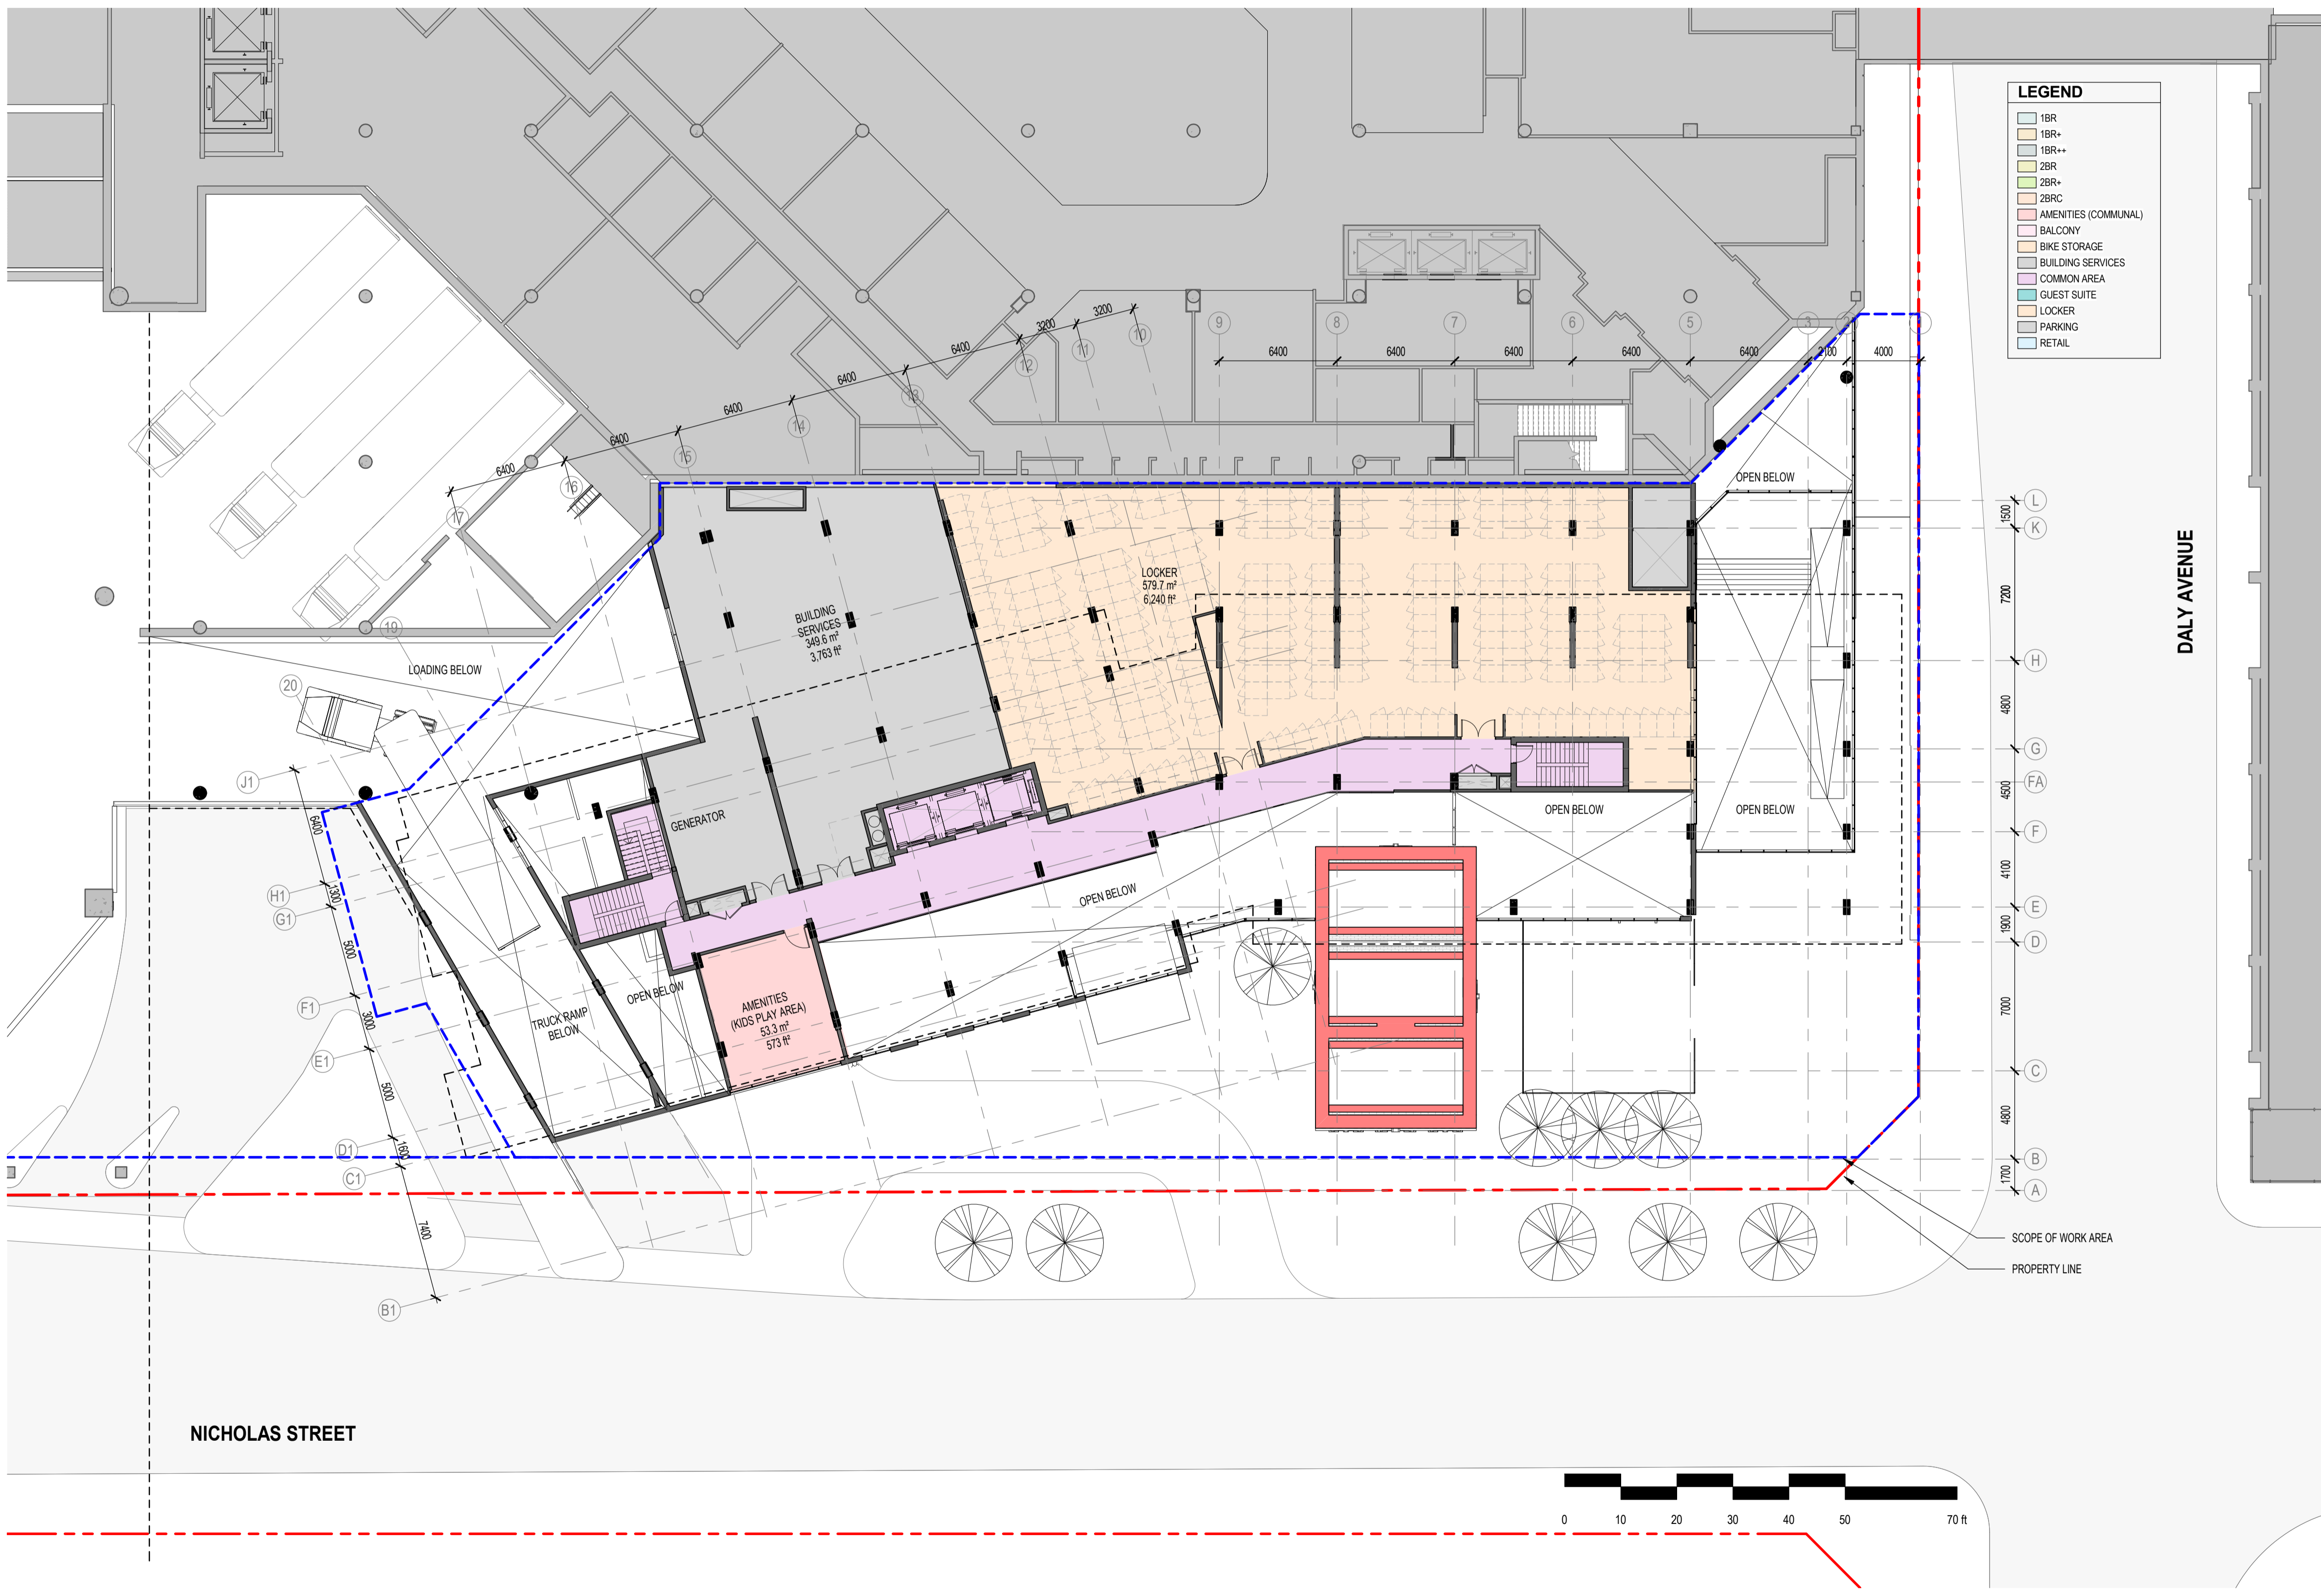 LEGEND
1BR
1BR+
1BR++
2BR
2BR+
2BRC
AMENITIES (COMMUNAL)
BALCONY
BIKE STORAGE
BUILDING SERVICES
COMMON AREA
GUEST SUITE
LOCKER
PARKING
RETAIL
3200
3200
6400
6400
6400
6400
6400
6400
6400
6400
6400
6400
2100
4000
9
8
7
6
5
3
2
10
11
12
13
14
15
16
17
19
20
OPEN BELOW
L
1500
K
7200
H
4800
G
FA
4500
F
4100
E
1900
D
7000
C
4800
B
1700
A
DALY AVENUE
LOCKER
579.7 m²
6,240 ft²
BUILDING
SERVICES
349.6 m²
3,763 ft²
LOADING BELOW
GENERATOR
OPEN BELOW
OPEN BELOW
OPEN BELOW
OPEN BELOW
AMENITIES
(KIDS PLAY AREA)
53.3 m²
573 ft²
TRUCK RAMP
BELOW
J1
6400
H1
1300
G1
5000
F1
3000
E1
5000
D1
1600
C1
7400
B1
SCOPE OF WORK AREA
PROPERTY LINE
NICHOLAS STREET
0 10 20 30 40 50 70 ft